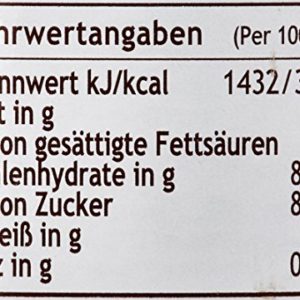 hrwertangaben (Per 100
nnwert kJ/kcal 1432/3
t in g
on gesättigte Fettsäuren
lenhydrate in g 8
on Zucker 8
eiß in g
z in g 0